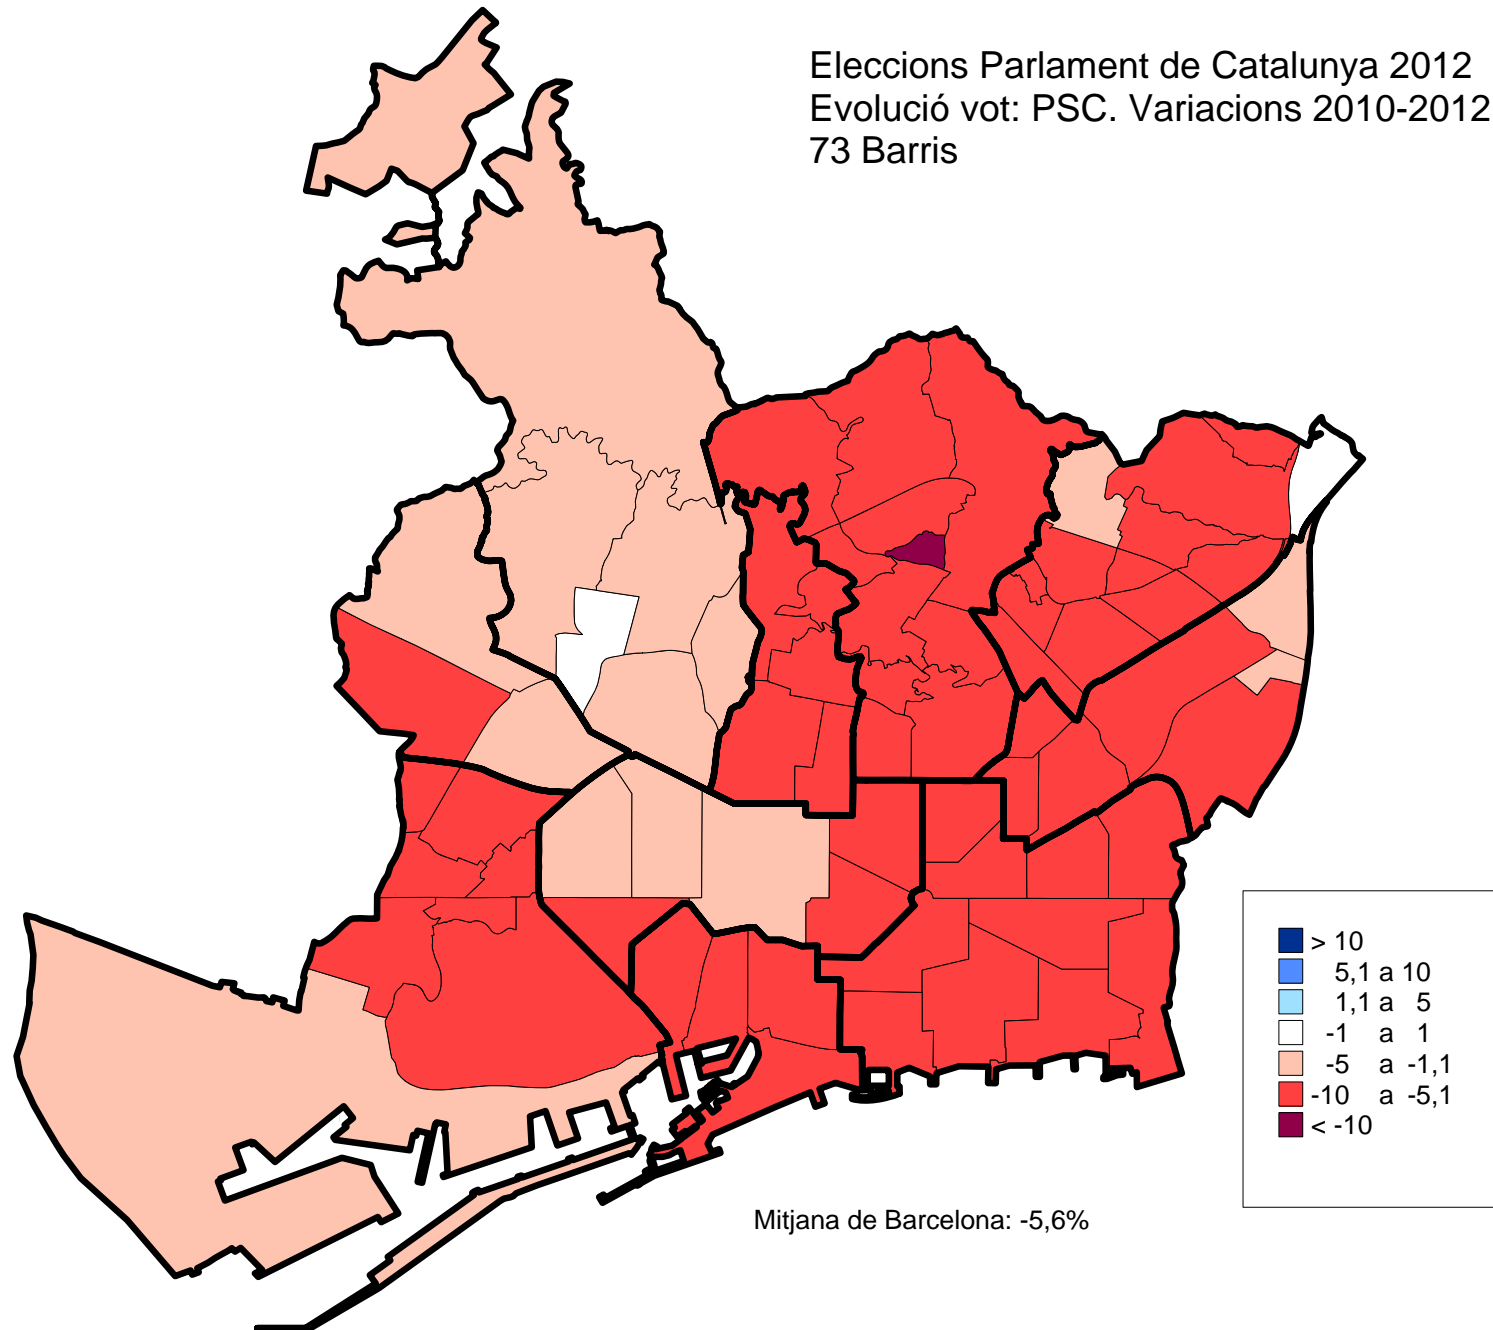 Eleccions Parlament de Catalunya 2012
Evolució vot: PSC. Variacions 2010-2012
73 Barris
> 10
5,1 a 10
1,1 a 5
-1 a 1
-5 a -1,1
-10 a -5,1
< -10
Mitjana de Barcelona: -5,6%